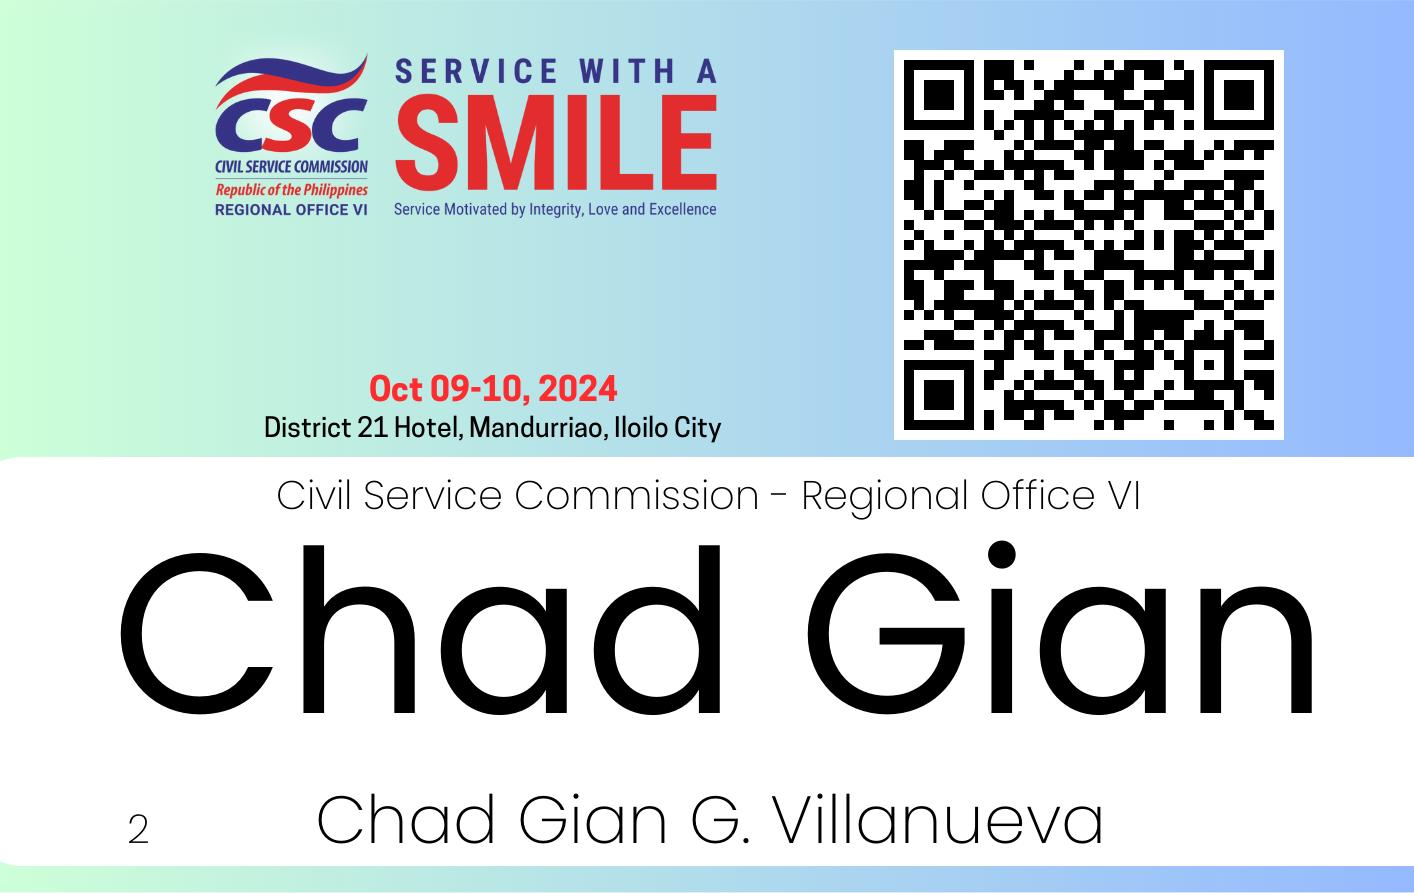 CSC
CIVIL SERVICE COMMISSION
Republic of the Philippines
REGIONAL OFFICE VI
SERVICE WITH A
SMILE
Service Motivated by Integrity, Love and Excellence
Oct 09-10, 2024
District 21 Hotel, Mandurriao, Iloilo City
Civil Service Commission - Regional Office VI
Chad Gian
2
Chad Gian G. Villanueva